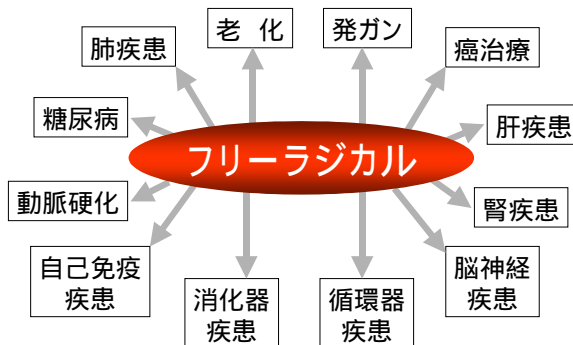 老 化
発ガン
肺疾患
癌治療
糖尿病
肝疾患
フリーラジカル
動脈硬化
腎疾患
自己免疫
疾患
脳神経
疾患
消化器
疾患
循環器
疾患